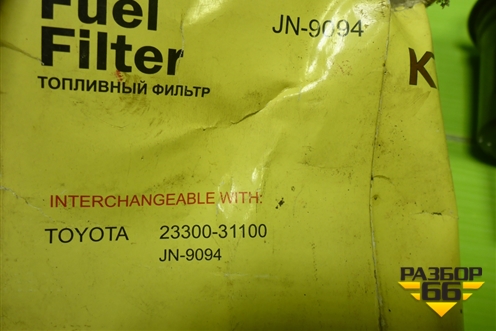 Fuel
Filter
JN-9094
ТОПЛИВНЫЙ ФИЛЬТР
K
INTERCHANGEABLE WITH:
TOYOTA 23300-31100
JN-9094
РАЗБОР
66